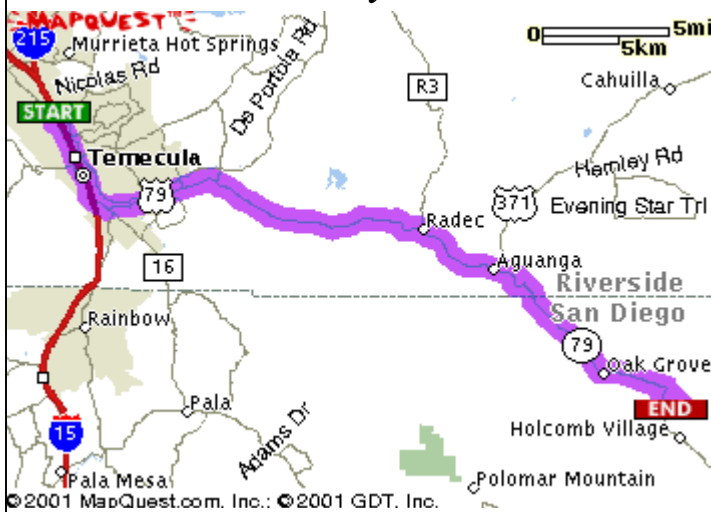 MAPQUEST
215
Murrieta Hot Springs
0 5mi
5km
Nicolas Rd
De Portola Rd
R3
Cahuilla
START
Temecula
79
Hemley Rd
371
Evening Star Trl
Radec
16
Aguanga
Riverside
San Diego
Rainbow
79
Oak Grove
END
Pala
Adams Dr
15
Holcomb Village
Pala Mesa
Polomar Mountain
©2001 MapQuest.com, Inc.; ©2001 GDT, Inc.